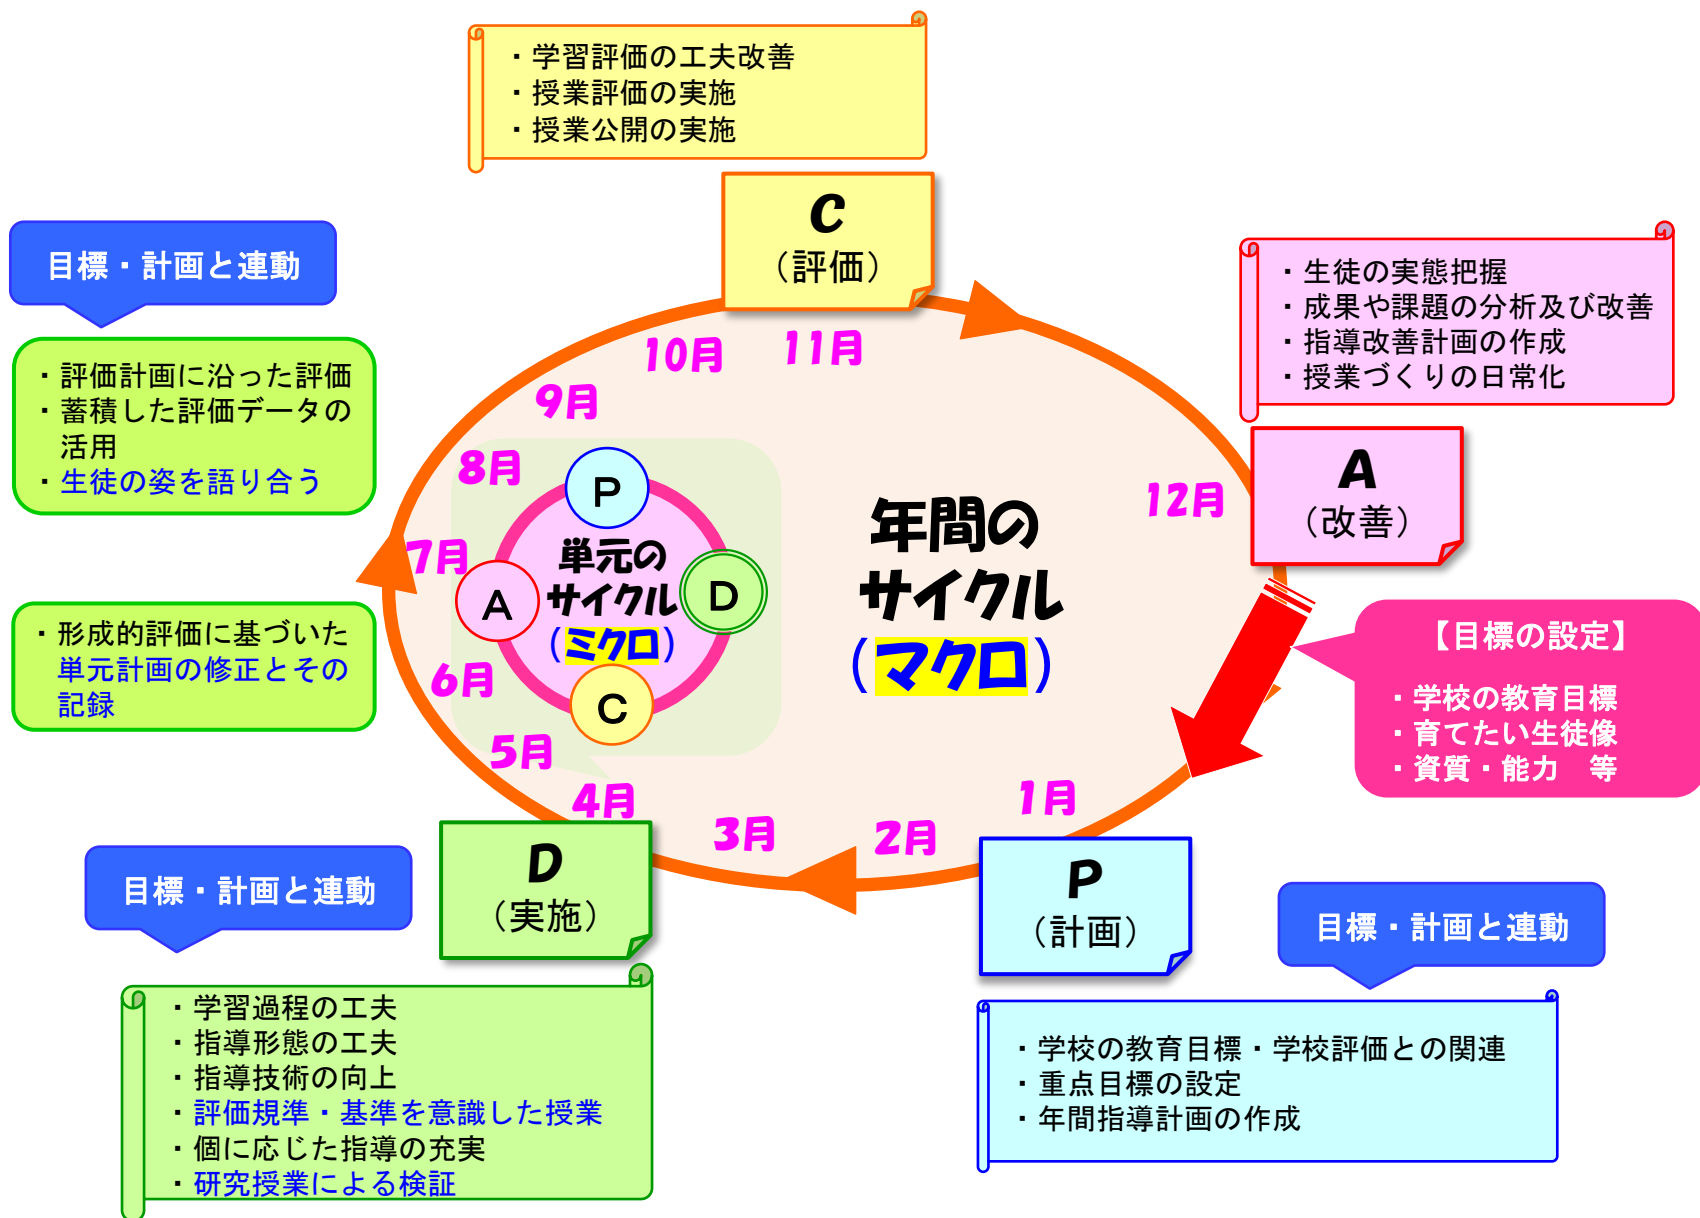 ・学習評価の工夫改善
・授業評価の実施
・授業公開の実施
C
（評価）
目標・計画と連動
・評価計画に沿った評価
・蓄積した評価データの
活用
・生徒の姿を語り合う
・形成的評価に基づいた
単元計画の修正とその
記録
・生徒の実態把握
・成果や課題の分析及び改善
・指導改善計画の作成
・授業づくりの日常化
A
（改善）
10月
11月
9月
8月
12月
7月
6月
5月
4月
3月
2月
1月
P
単元の
サイクル
（ミクロ）
A
D
C
年間の
サイクル
（マクロ）
【目標の設定】
・学校の教育目標
・育てたい生徒像
・資質・能力　等
目標・計画と連動
D
（実施）
・学習過程の工夫
・指導形態の工夫
・指導技術の向上
・評価規準・基準を意識した授業
・個に応じた指導の充実
・研究授業による検証
P
（計画）
目標・計画と連動
・学校の教育目標・学校評価との関連
・重点目標の設定
・年間指導計画の作成